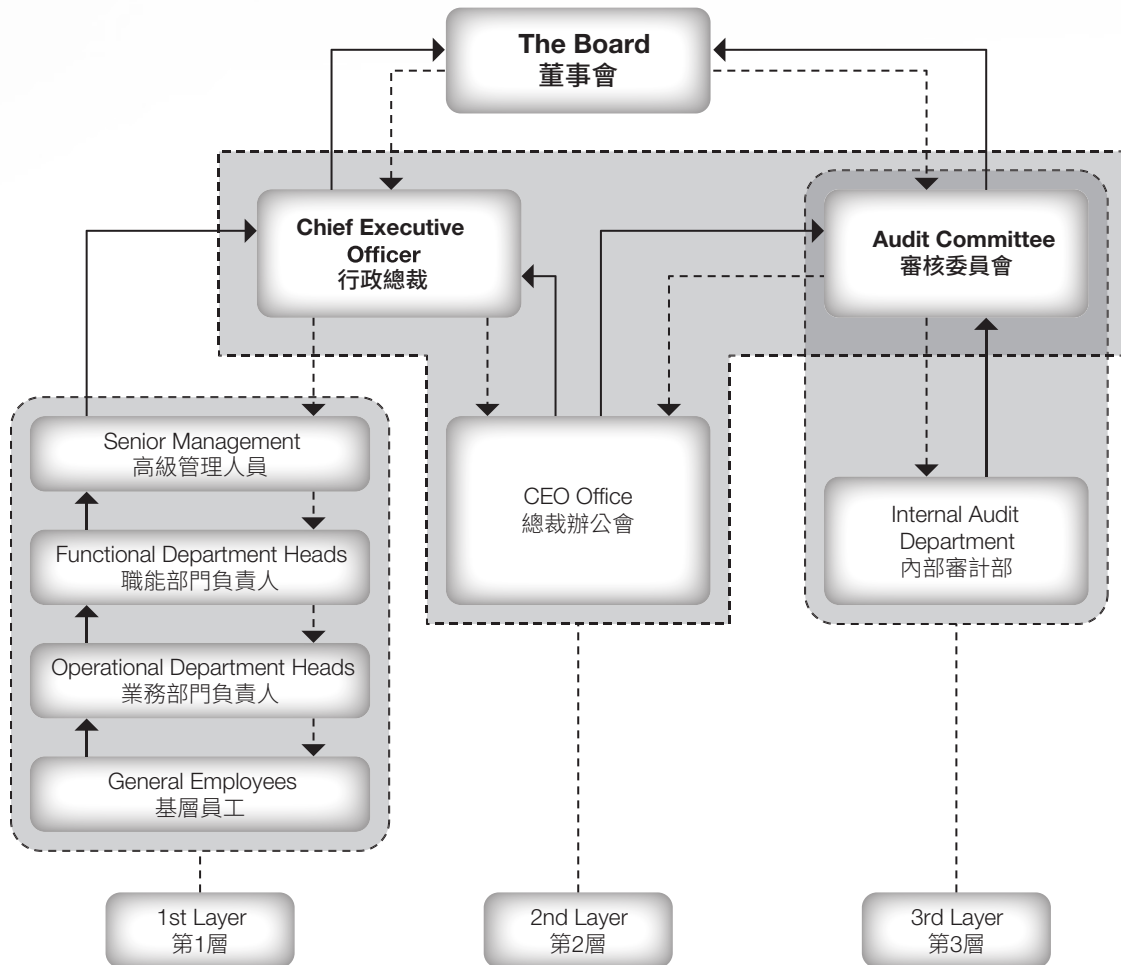 The Board
董事會
Chief Executive
Officer
行政總裁
Audit Committee
審核委員會
Senior Management
高級管理人員
Functional Department Heads
職能部門負責人
Operational Department Heads
業務部門負責人
General Employees
基層員工
CEO Office
總裁辦公會
Internal Audit
Department
內部審計部
1st Layer
第1層
2nd Layer
第2層
3rd Layer
第3層